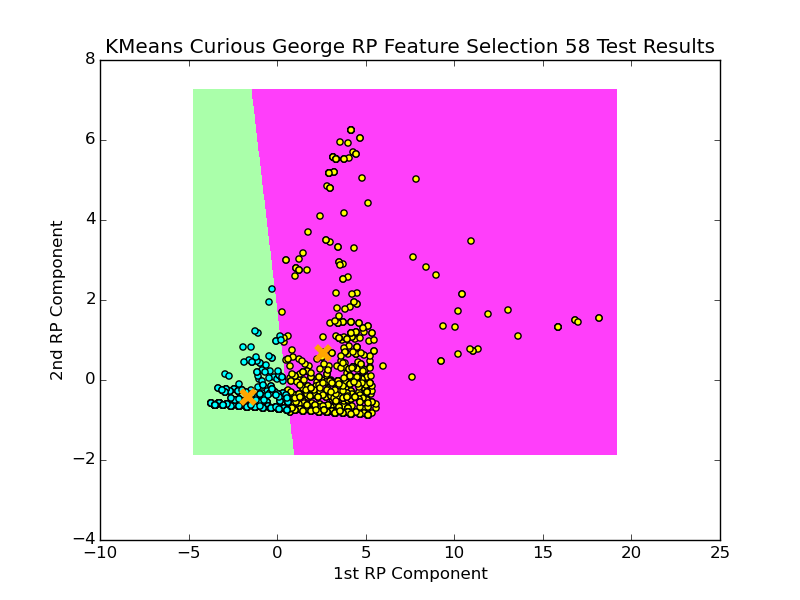 KMeans Curious George RP Feature Selection 58 Test Results
8
6
4
2
0
−2
−4
2nd RP Component
−10 −5 0 5 10 15 20 25
1st RP Component